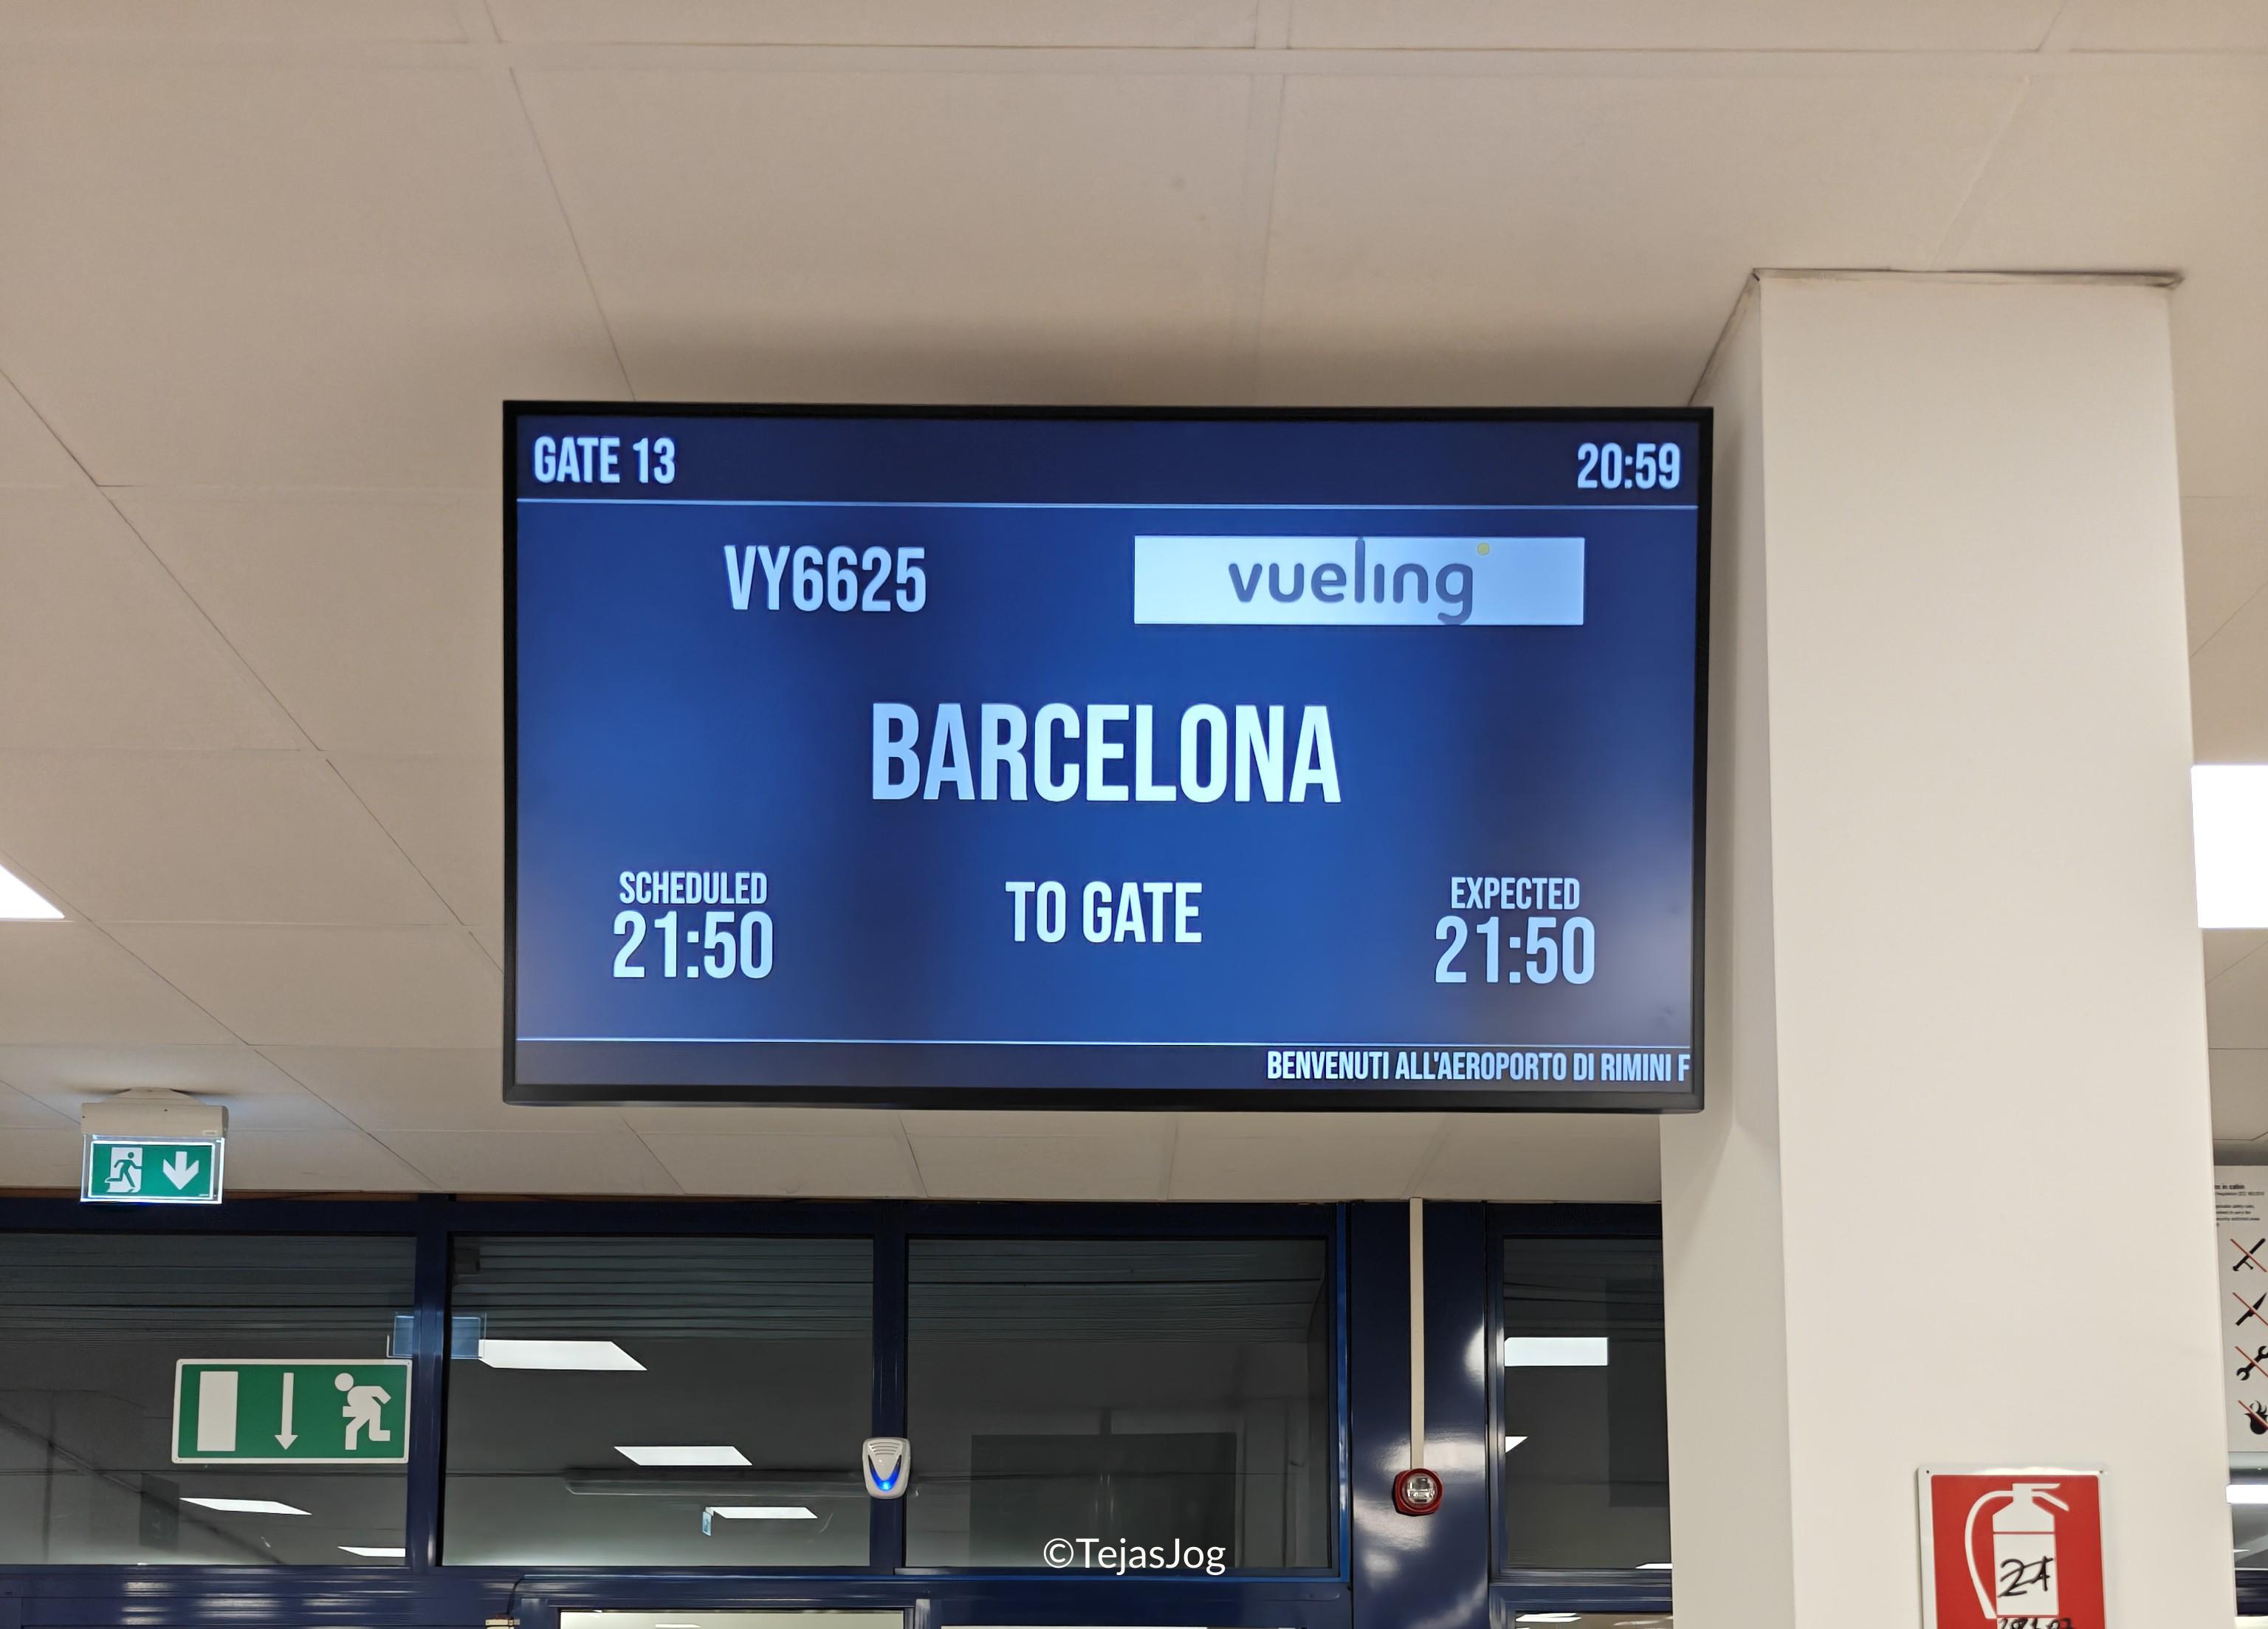 GATE 13
20:59
VY6625
vueling
BARCELONA
SCHEDULED
21:50
TO GATE
EXPECTED
21:50
BENVENUTI ALL'AEROPORTO DI RIMINI F
©TejasJog